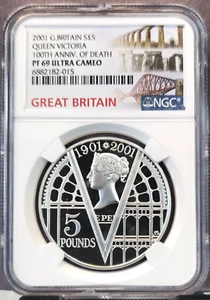 2001 G.BRITAIN S£5
QUEEN VICTORIA
100TH ANNIV. OF DEATH
PF 69 ULTRA CAMEO
6882182-015
NGC
GREAT BRITAIN
1901•2001
5
POUNDS